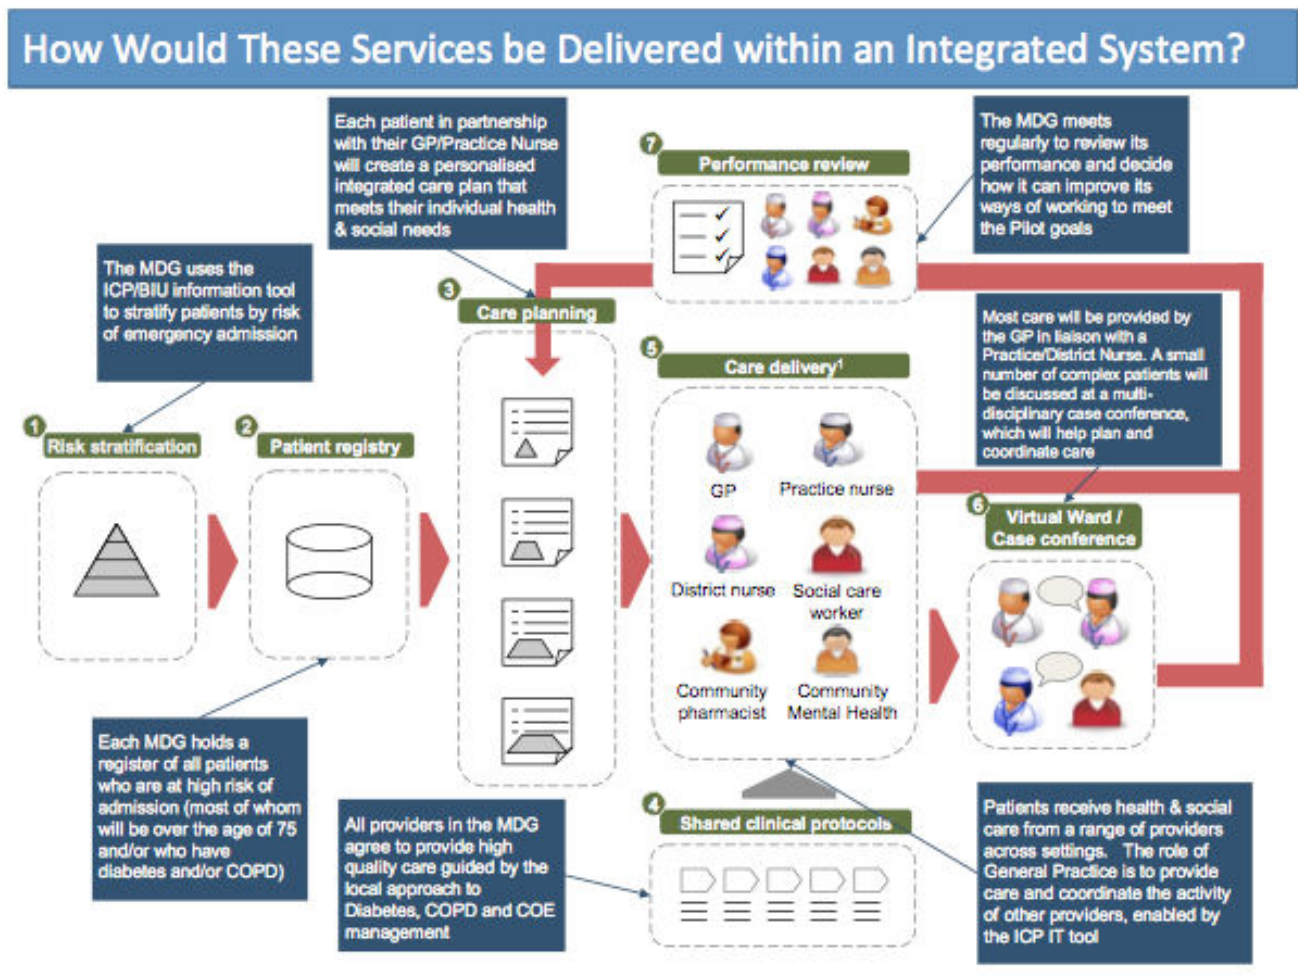 How Would These Services be Delivered within an Integrated System?
Each patient in partnership
with their GP/Practice Nurse
will create a personalised
integrated care plan that
meets their individual health
& social needs
The MDG meets
regularly to review its
performance and decide
how it can improve its
ways of working to meet
the Pilot goals
7
Performance review
The MDG uses the
ICP/BIU information tool
to stratify patients by risk
of emergency admission
3
Care planning
Most care will be provided by
the GP in liaison with a
Practice/District Nurse. A small
number of complex patients will
be discussed at a multi-
disciplinary case conference,
which will help plan and
coordinate care
5
Care delivery¹
1
Risk stratification
2
Patient registry
GP
Practice nurse
6
Virtual Ward /
Case conference
District nurse
Social care
worker
Community
pharmacist
Community
Mental Health
Each MDG holds a
register of all patients
who are at high risk of
admission (most of whom
will be over the age of 75
and/or who have
diabetes and/or COPD)
All providers in the MDG
agree to provide high
quality care guided by the
local approach to
Diabetes, COPD and COE
management
4
Shared clinical protocols
Patients receive health & social
care from a range of providers
across settings. The role of
General Practice is to provide
care and coordinate the activity
of other providers, enabled by
the ICP IT tool